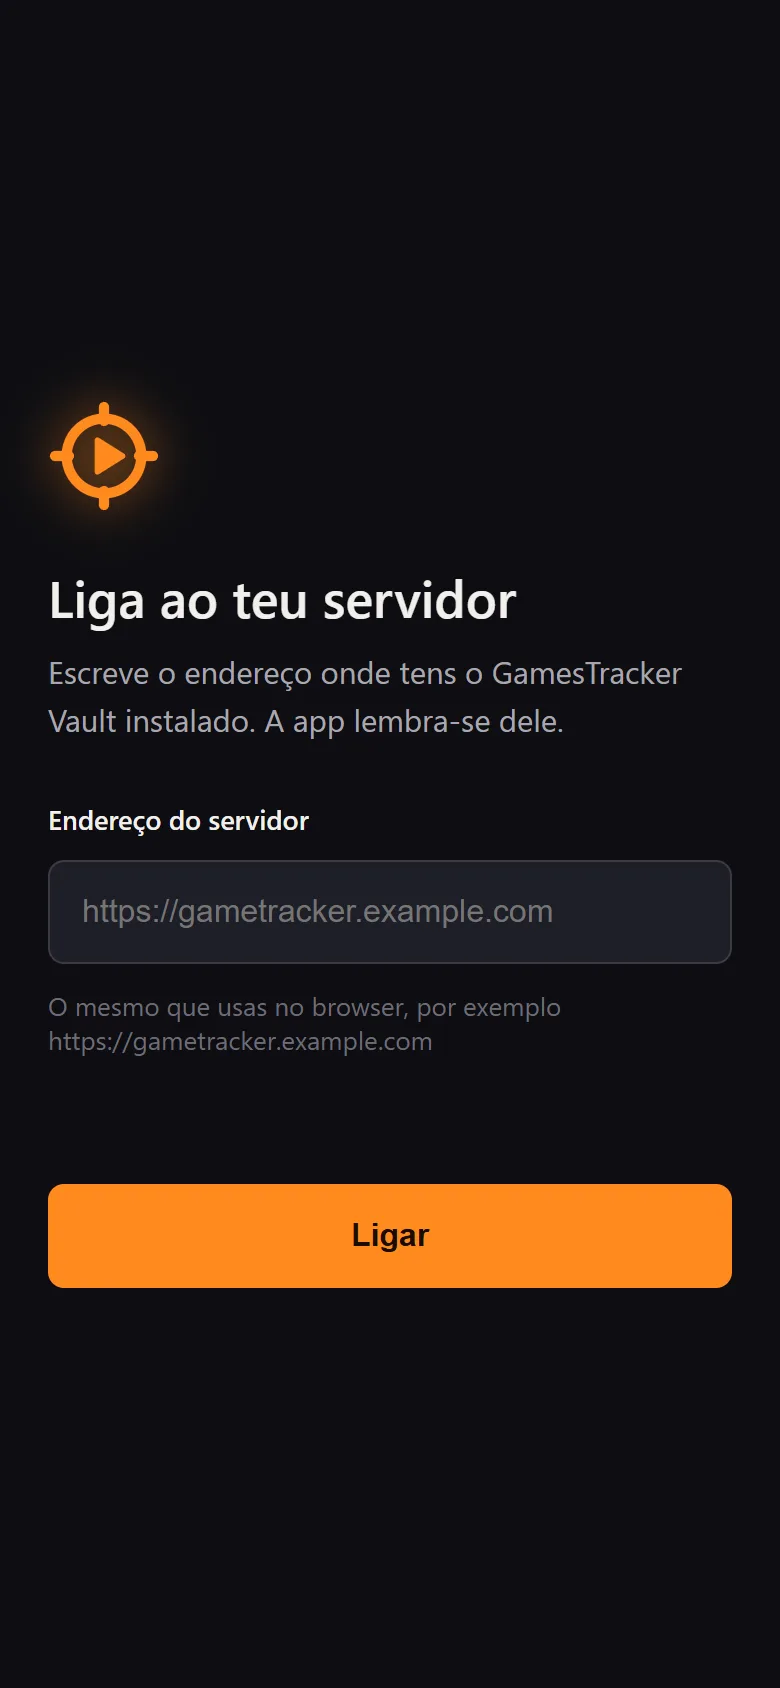 Liga ao teu servidor
Escreve o endereço onde tens o GamesTracker
Vault instalado. A app lembra-se dele.
Endereço do servidor
https://gametracker.example.com
O mesmo que usas no browser, por exemplo
https://gametracker.example.com
Ligar